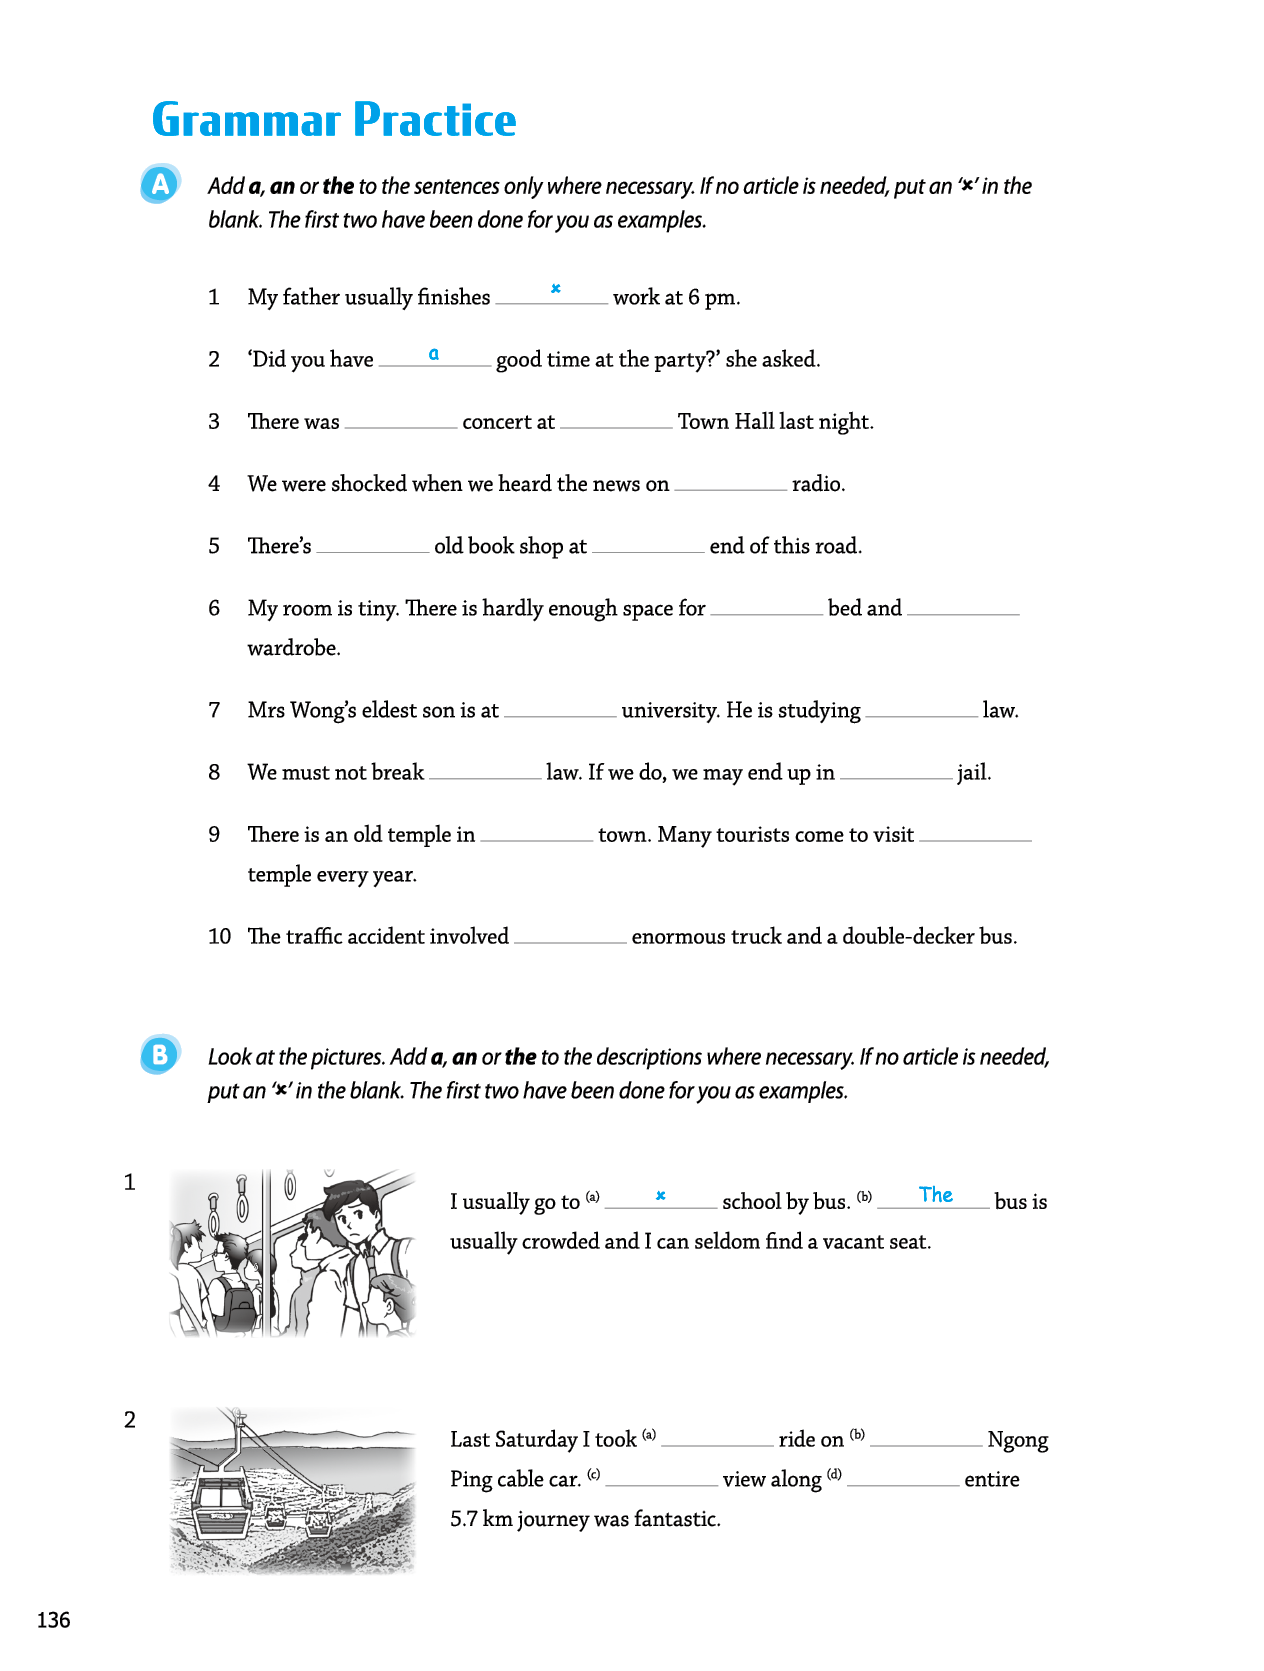 Grammar Practice
A Add a, an or the to the sentences only where necessary. If no article is needed, put an ‘✗’ in the
blank. The first two have been done for you as examples.
1 My father usually finishes ✗ work at 6 pm.
2 ‘Did you have a good time at the party?’ she asked.
3 There was ________ concert at ________ Town Hall last night.
4 We were shocked when we heard the news on ________ radio.
5 There’s ________ old book shop at ________ end of this road.
6 My room is tiny. There is hardly enough space for ________ bed and ________
wardrobe.
7 Mrs Wong’s eldest son is at ________ university. He is studying ________ law.
8 We must not break ________ law. If we do, we may end up in ________ jail.
9 There is an old temple in ________ town. Many tourists come to visit ________
temple every year.
10 The traffic accident involved ________ enormous truck and a double-decker bus.
B Look at the pictures. Add a, an or the to the descriptions where necessary. If no article is needed,
put an ‘✗’ in the blank. The first two have been done for you as examples.
1
I usually go to (a) ✗ school by bus. (b) The bus is
usually crowded and I can seldom find a vacant seat.
2
Last Saturday I took (a) ________ ride on (b) ________ Ngong
Ping cable car. (c) ________ view along (d) ________ entire
5.7 km journey was fantastic.
136